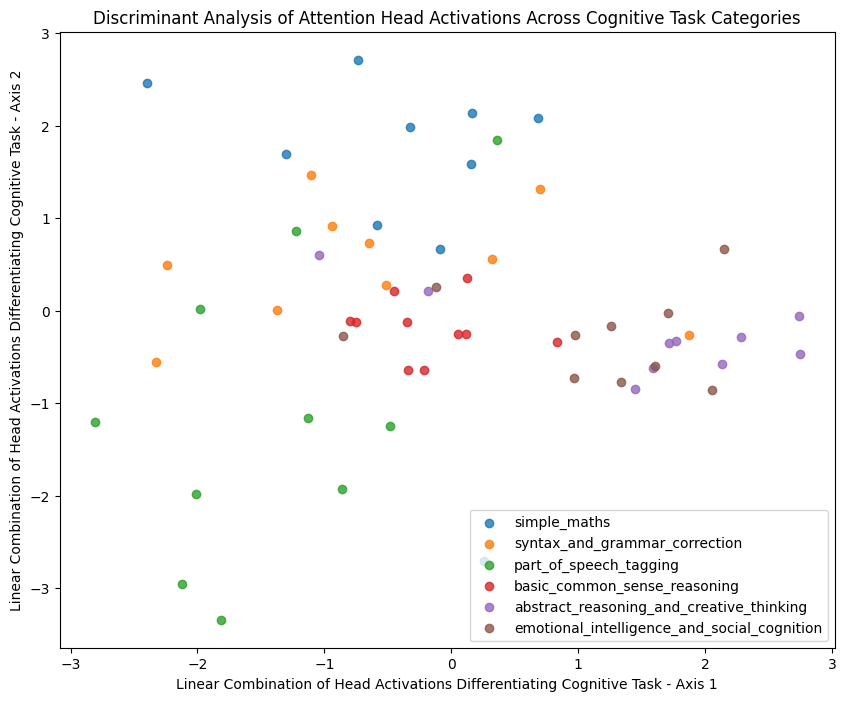 Discriminant Analysis of Attention Head Activations Across Cognitive Task Categories
3
2
1
0
−1
−2
−3
Linear Combination of Head Activations Differentiating Cognitive Task - Axis 2
simple_maths
syntax_and_grammar_correction
part_of_speech_tagging
basic_common_sense_reasoning
abstract_reasoning_and_creative_thinking
emotional_intelligence_and_social_cognition
−3
−2
−1
0
1
2
3
Linear Combination of Head Activations Differentiating Cognitive Task - Axis 1